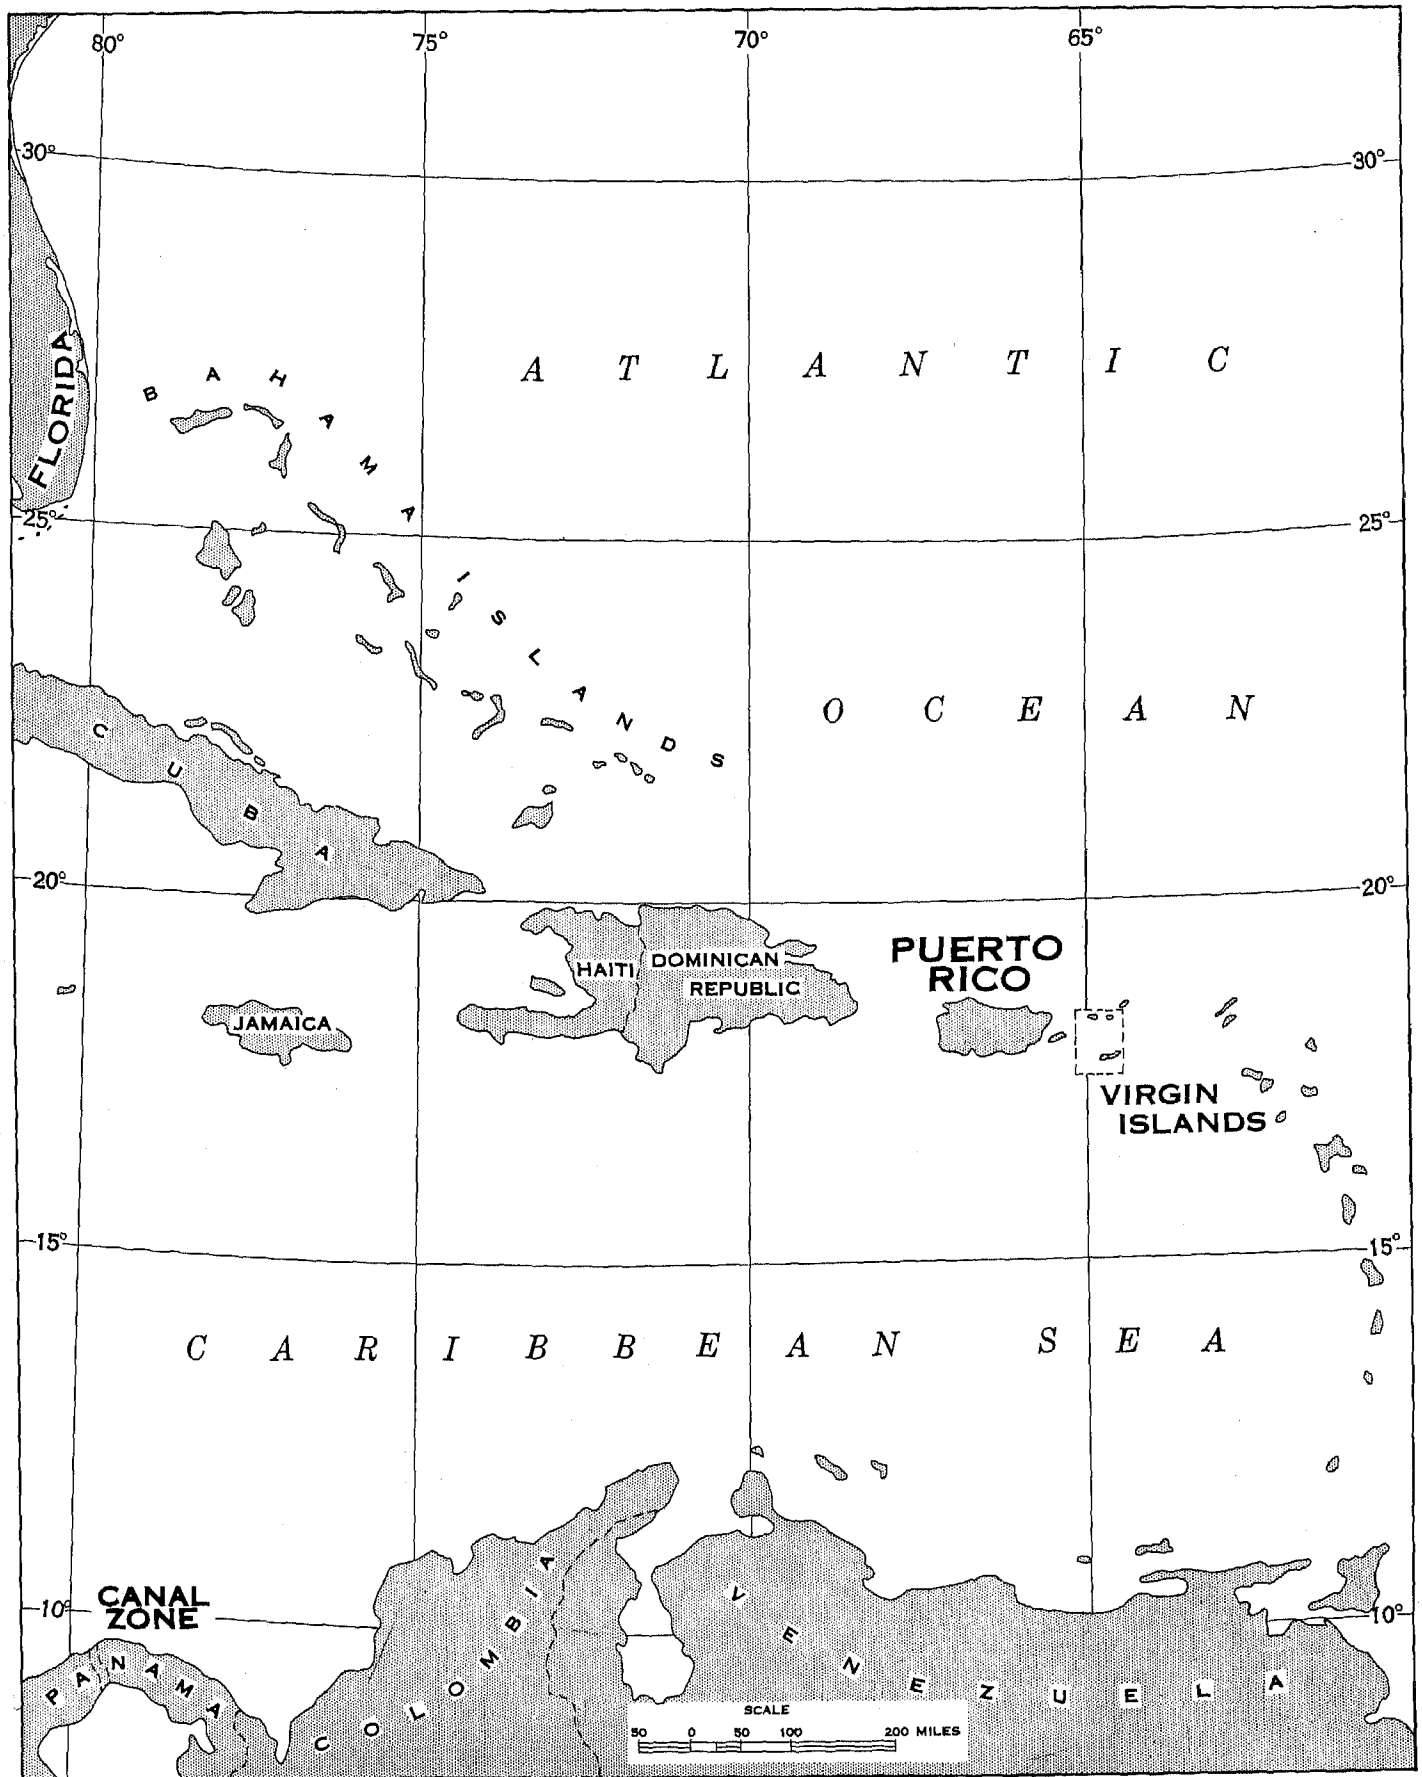 80° 75° 70° 65°
30° 30°
FLORIDA
BAHAMA ISLANDS
ATLANTIC
OCEAN
25° 25°
CUBA
20° 20°
HAITI
DOMINICAN
REPUBLIC
PUERTO
RICO
JAMAICA
VIRGIN
ISLANDS
15° 15°
CARIBBEAN SEA
CANAL
ZONE
10° 10°
PANAMA
COLOMBIA
VENEZUELA
SCALE
50 0 50 100 200 MILES